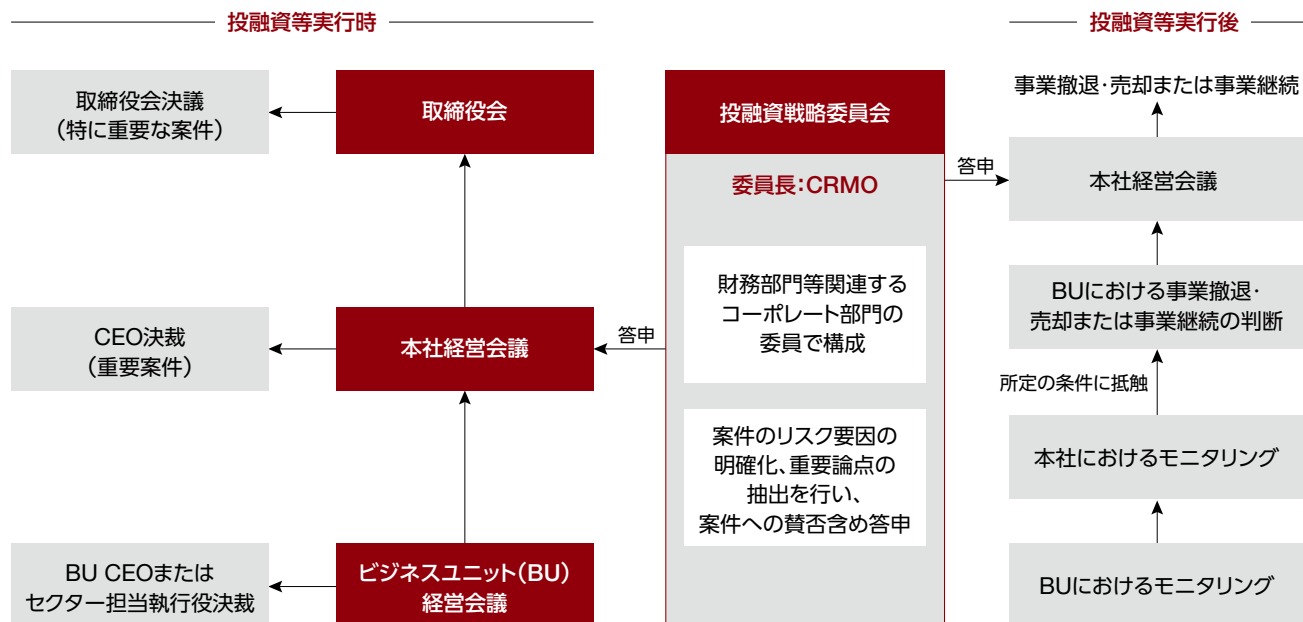 投融資等実行時
取締役会決議
（特に重要な案件）
取締役会
CEO決裁
（重要案件）
本社経営会議
BU CEOまたは
セクター担当執行役決裁
ビジネスユニット（BU）
経営会議
答申
投融資戦略委員会
委員長：CRMO
財務部門等関連する
コーポレート部門の
委員で構成
案件のリスク要因の
明確化、重要論点の
抽出を行い、
案件への賛否含め答申
答申
投融資等実行後
事業撤退・売却または事業継続
本社経営会議
BUにおける事業撤退・
売却または事業継続の判断
所定の条件に抵触
本社におけるモニタリング
BUにおけるモニタリング